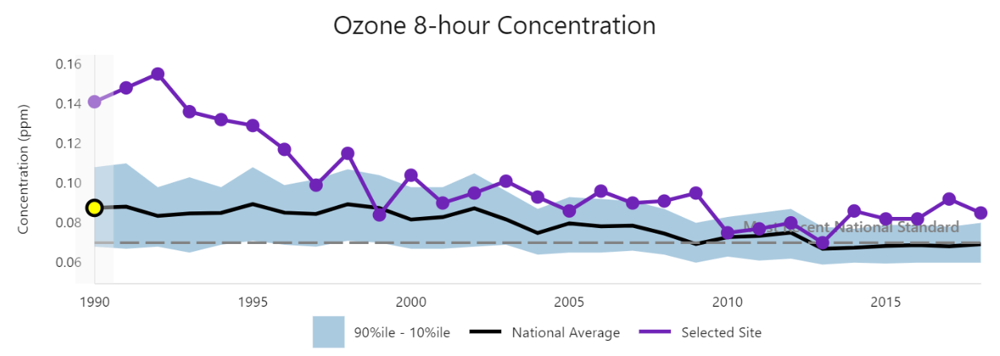 Ozone 8-hour Concentration
Concentration (ppm)
0.16
0.14
0.12
0.10
0.08
0.06
Most Recent National Standard
1990 1995 2000 2005 2010 2015
90%ile - 10%ile National Average Selected Site